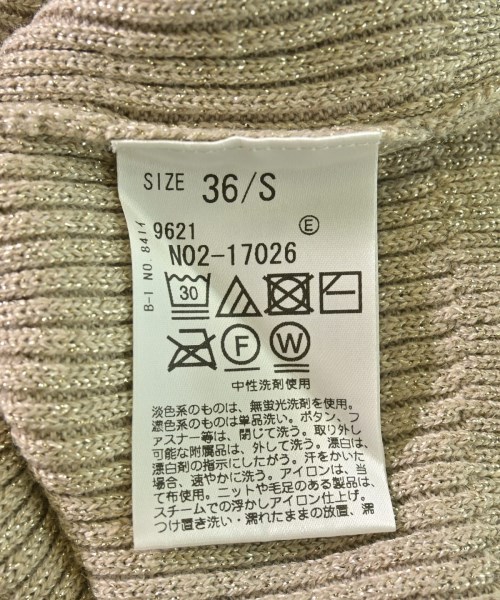 SIZE 36/S
9621 Ⓔ
NO2-17026
B-I NO.8414
30
F W
中性洗剤使用
淡色系のものは、無蛍光洗剤を使用。
濃色系のものは単品洗い。ボタン、フ
ァスナー等は、閉じて洗う。取り外し
可能な附属品は、外して洗う。漂白は、
漂白剤の指示にしたがう。汗をかいた
場合、速やかに洗う。アイロンは、当
て布使用。ニットや毛足のある製品は、
スチームでの浮かしアイロン仕上げ。
つけ置き洗い・濡れたままの放置、濡